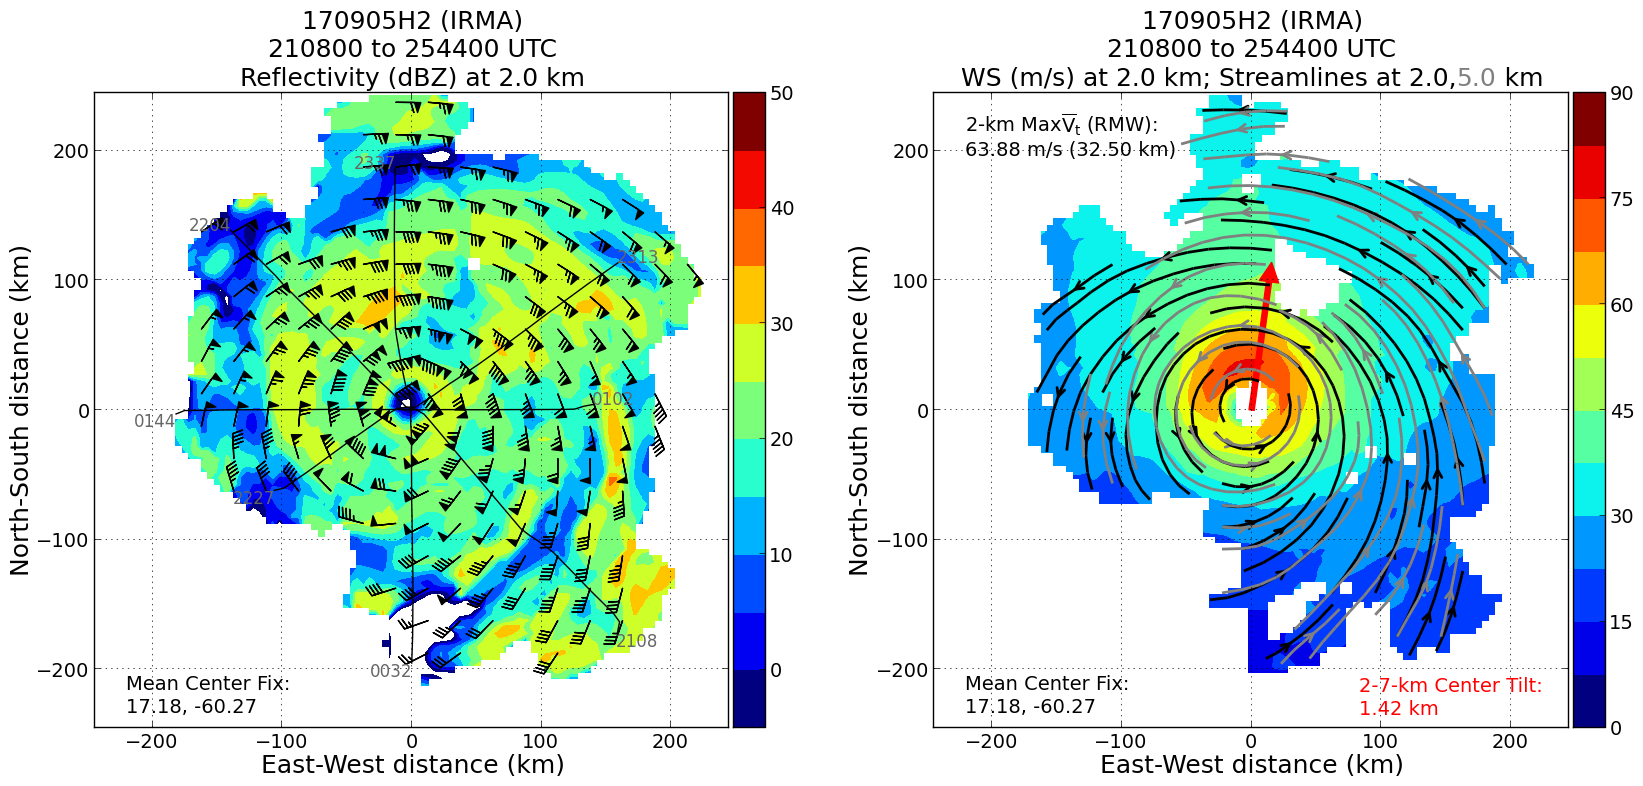 170905H2 (IRMA)
210800 to 254400 UTC
Reflectivity (dBZ) at 2.0 km
North-South distance (km)
200
100
0
−100
−200
2337
2204
2313
0102
0144
2227
2108
0032
Mean Center Fix:
17.18, -60.27
−200 −100 0 100 200
East-West distance (km)
50
40
30
20
10
0
170905H2 (IRMA)
210800 to 254400 UTC
WS (m/s) at 2.0 km; Streamlines at 2.0,5.0 km
North-South distance (km)
200
100
0
−100
−200
2-km MaxV̅t (RMW):
63.88 m/s (32.50 km)
Mean Center Fix:
17.18, -60.27
2-7-km Center Tilt:
1.42 km
−200 −100 0 100 200
East-West distance (km)
90
75
60
45
30
15
0